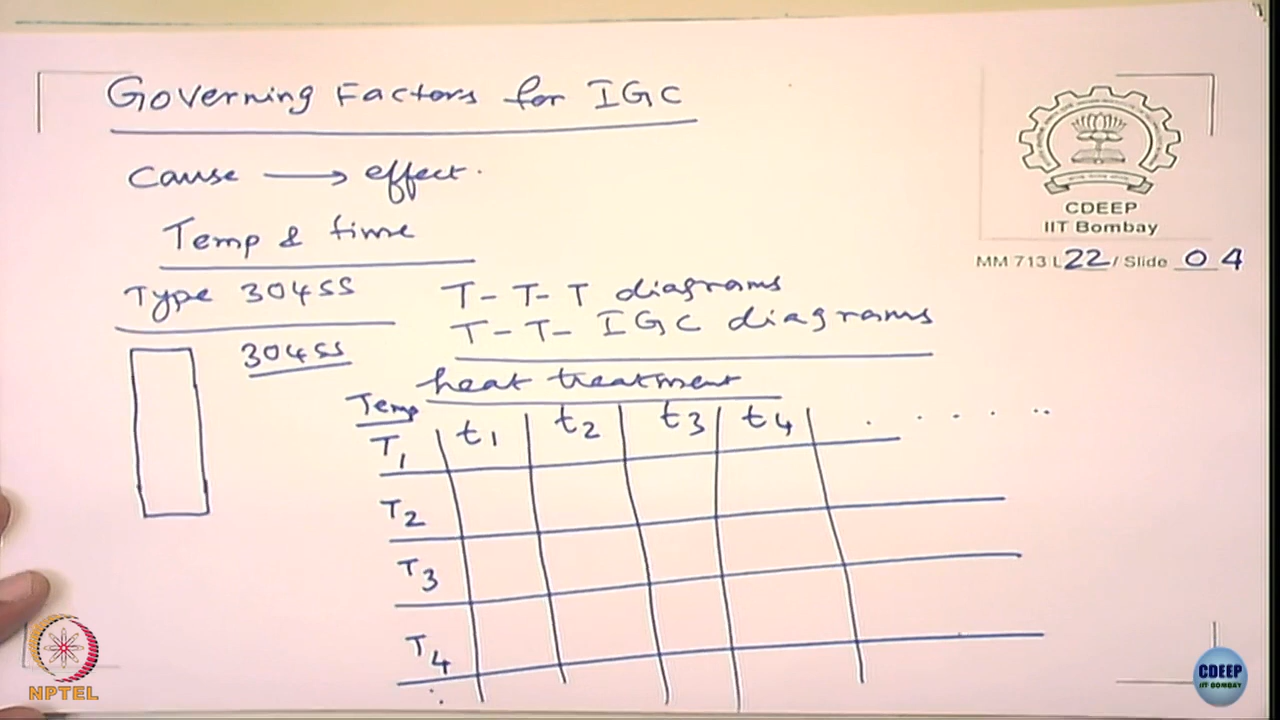 Governing Factors for IGC
Cause → effect.
Temp & time
Type 304SS
T-T-T diagrams
T-T-IGC diagrams
304SS
heat treatment
Temp
t1 t2 t3 t4 . . . . ..
T1
T2
T3
T4
CDEEP
IIT Bombay
MM 713 L22 / Slide 04
NPTEL
CDEEP
IIT BOMBAY